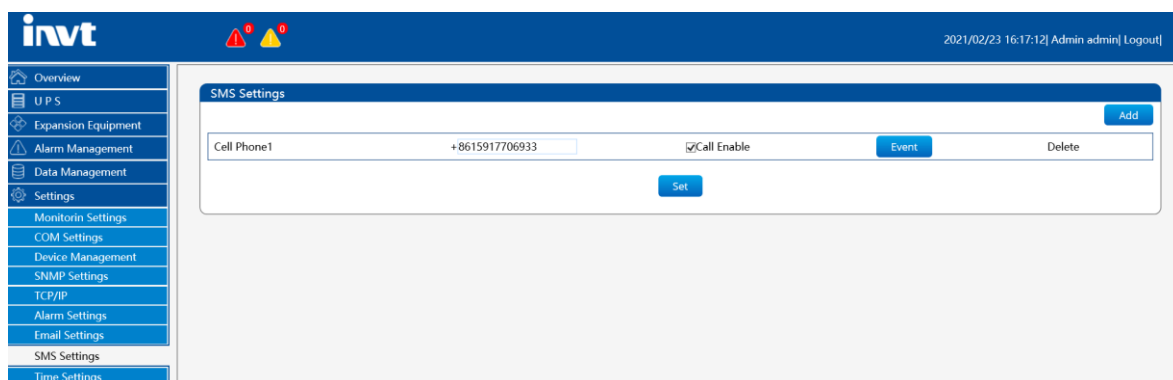 invt
0 0
2021/02/23 16:17:12| Admin admin| Logout|
Overview
UPS
Expansion Equipment
Alarm Management
Data Management
Settings
Monitorin Settings
COM Settings
Device Management
SNMP Settings
TCP/IP
Alarm Settings
Email Settings
SMS Settings
Time Settings
SMS Settings
Add
Cell Phone1 +8615917706933 Call Enable Event Delete
Set